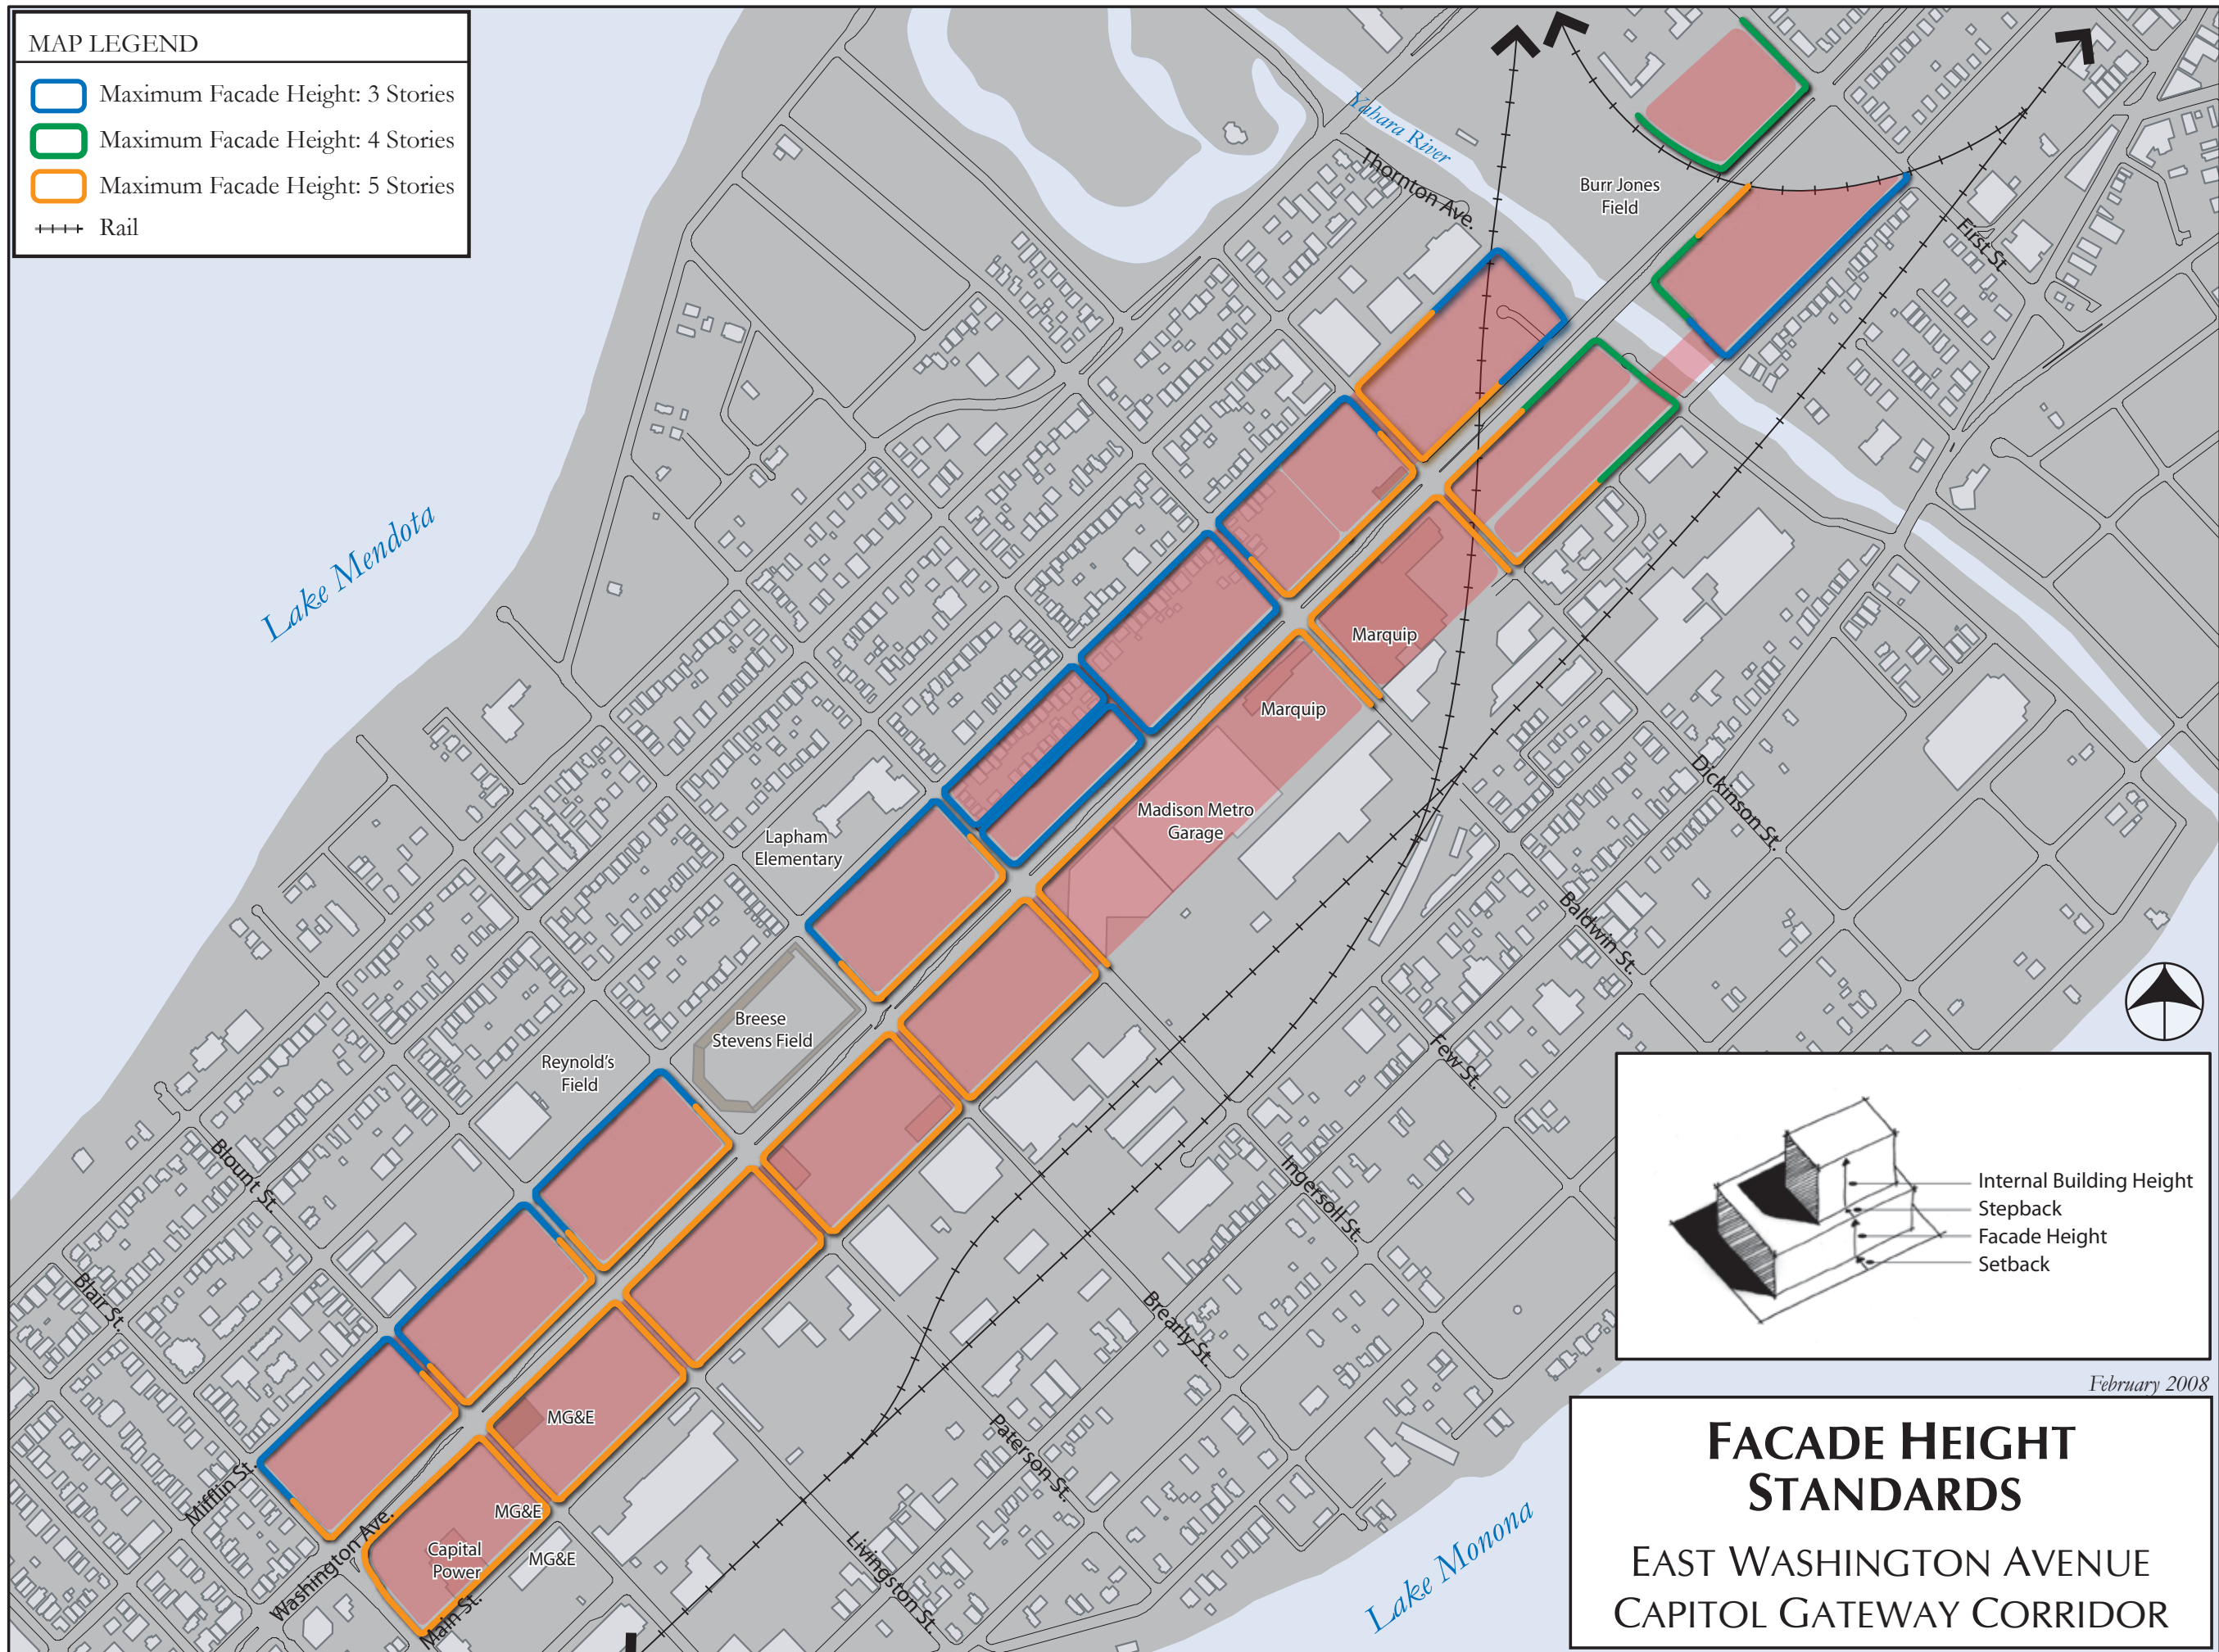 MAP LEGEND
Maximum Facade Height: 3 Stories
Maximum Facade Height: 4 Stories
Maximum Facade Height: 5 Stories
Rail
Yahara River
Thornton Ave.
Burr Jones
Field
First St
Lake Mendota
Marquip
Marquip
Madison Metro
Garage
Dickinson St.
Lapham
Elementary
Baldwin St.
Breese
Stevens Field
Reynold's
Field
Few St.
Blount St.
Ingersoll St.
Blair St.
Brearly St.
Internal Building Height
Stepback
Facade Height
Setback
February 2008
MG&E
Paterson St.
Mifflin St.
MG&E
Washington Ave.
Capital
Power
MG&E
Livingston St.
Main St.
Lake Monona
FACADE HEIGHT
STANDARDS
EAST WASHINGTON AVENUE
CAPITOL GATEWAY CORRIDOR